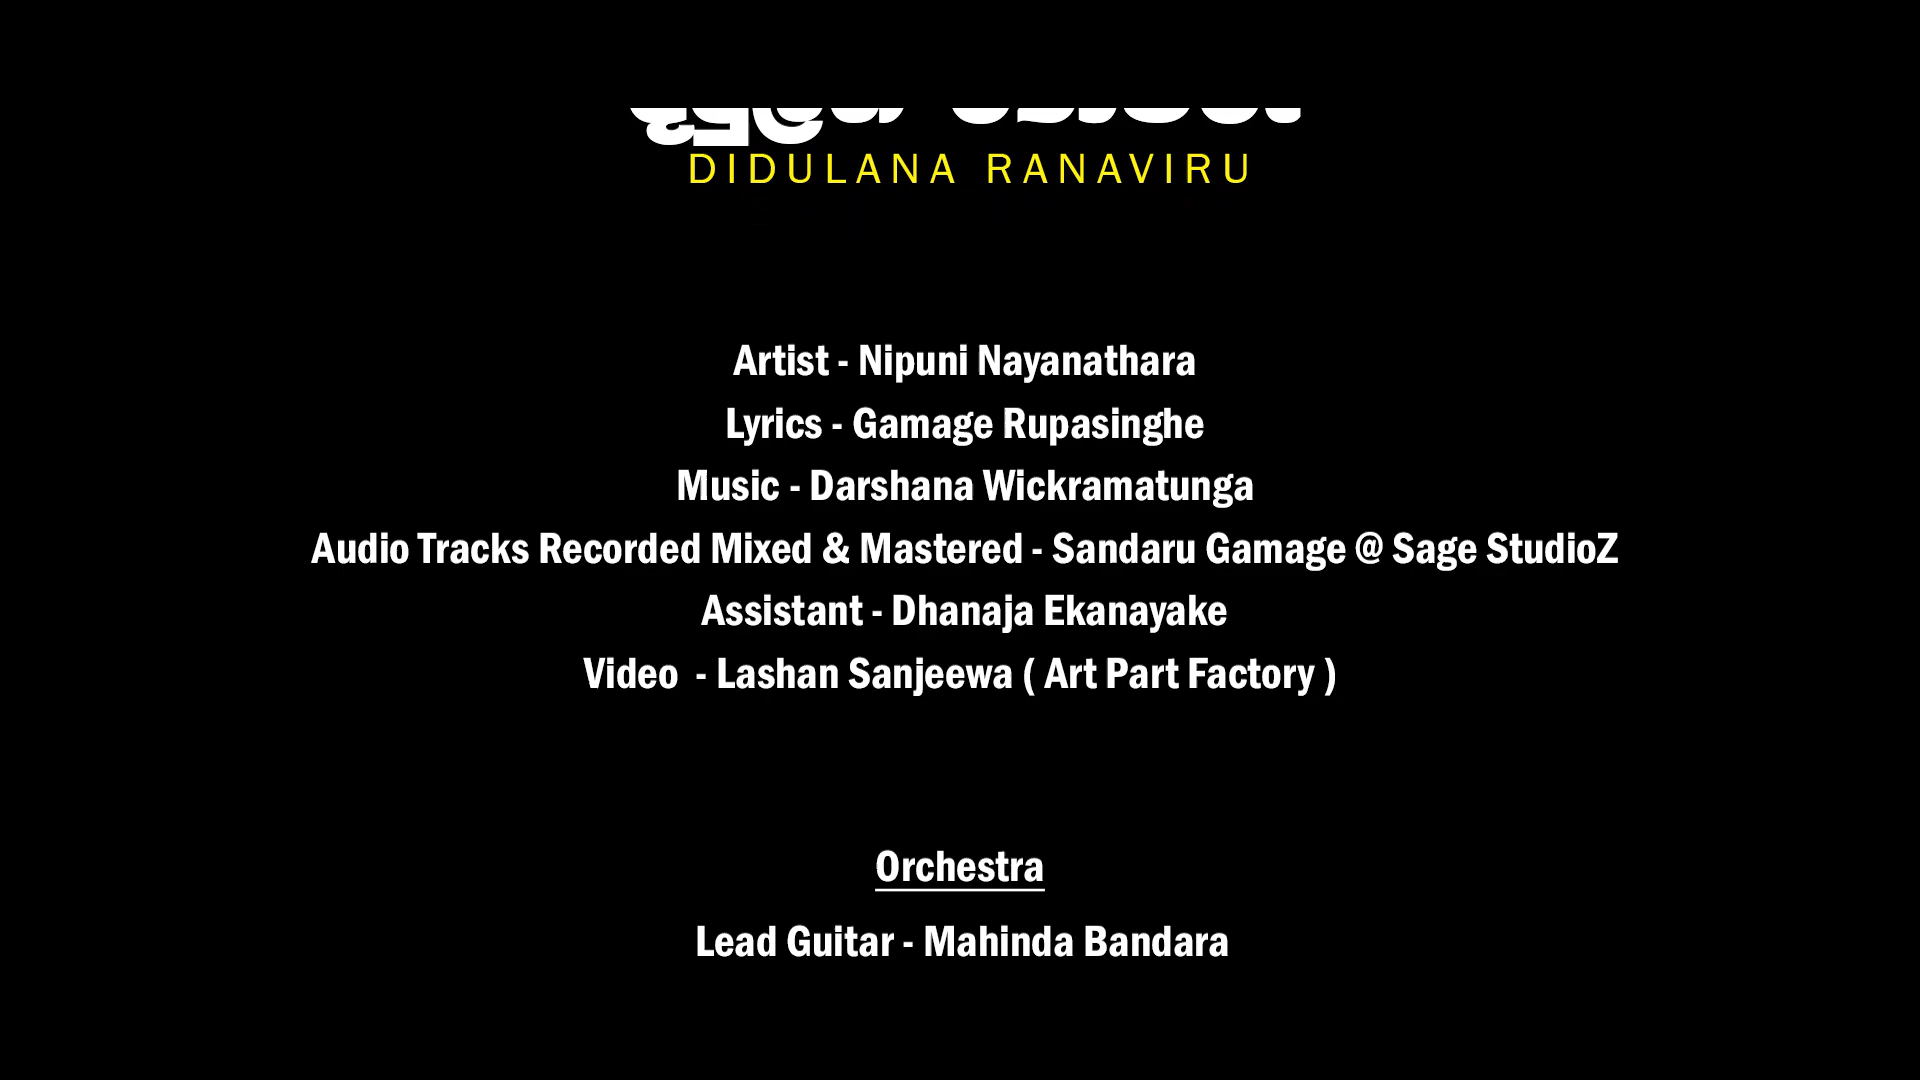 DIDULANA RANAVIRU
Artist - Nipuni Nayanathara
Lyrics - Gamage Rupasinghe
Music - Darshana Wickramatunga
Audio Tracks Recorded Mixed & Mastered - Sandaru Gamage @ Sage StudioZ
Assistant - Dhanaja Ekanayake
Video - Lashan Sanjeewa ( Art Part Factory )
Orchestra
Lead Guitar - Mahinda Bandara